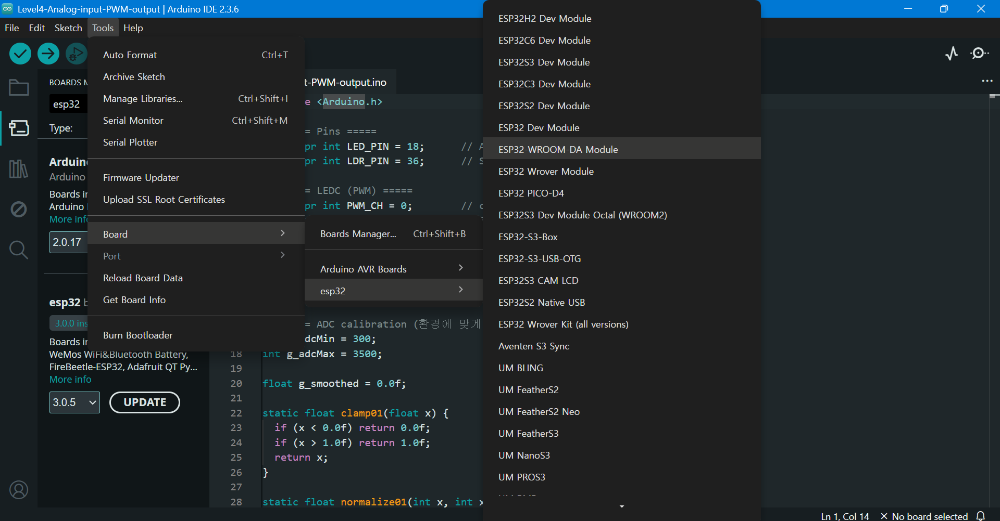 Level4-Analog-input-PWM-output | Arduino IDE 2.3.6
File Edit Sketch Tools Help
BOARDS M
esp32
Type:
Arduin
Arduino
Boards in
Arduino
More info
2.0.17
esp32 b
3.0.0 ins
Boards in
WeMos WiFi&Bluetooth Battery,
FireBeetle-ESP32, Adafruit QT Py...
More info
3.0.5 UPDATE
Auto Format Ctrl+T
Archive Sketch
Manage Libraries... Ctrl+Shift+I
Serial Monitor Ctrl+Shift+M
Serial Plotter
Firmware Updater
Upload SSL Root Certificates
Board
Port
Reload Board Data
Get Board Info
Burn Bootloader
Boards Manager... Ctrl+Shift+B
Arduino AVR Boards
esp32
ESP32H2 Dev Module
ESP32C6 Dev Module
ESP32S3 Dev Module
ESP32C3 Dev Module
ESP32S2 Dev Module
ESP32 Dev Module
ESP32-WROOM-DA Module
ESP32 Wrover Module
ESP32 PICO-D4
ESP32S3 Dev Module Octal (WROOM2)
ESP32-S3-Box
ESP32-S3-USB-OTG
ESP32S3 CAM LCD
ESP32S2 Native USB
ESP32 Wrover Kit (all versions)
Aventen S3 Sync
UM BLING
UM FeatherS2
UM FeatherS2 Neo
UM FeatherS3
UM NanoS3
UM PROS3
t-PWM-output.ino
e <Arduino.h>
= Pins =====
pr int LED_PIN = 18; // A
pr int LDR_PIN = 36; // S
= LEDC (PWM) =====
pr int PWM_CH = 0; // c
= ADC calibration (환경에 맞게
dcMin = 300;
18 int g_adcMax = 3500;
19
20 float g_smoothed = 0.0f;
21
22 static float clamp01(float x) {
23 if (x < 0.0f) return 0.0f;
24 if (x > 1.0f) return 1.0f;
25 return x;
26 }
27
28 static float normalize01(int x, int x
Ln 1, Col 14 × No board selected